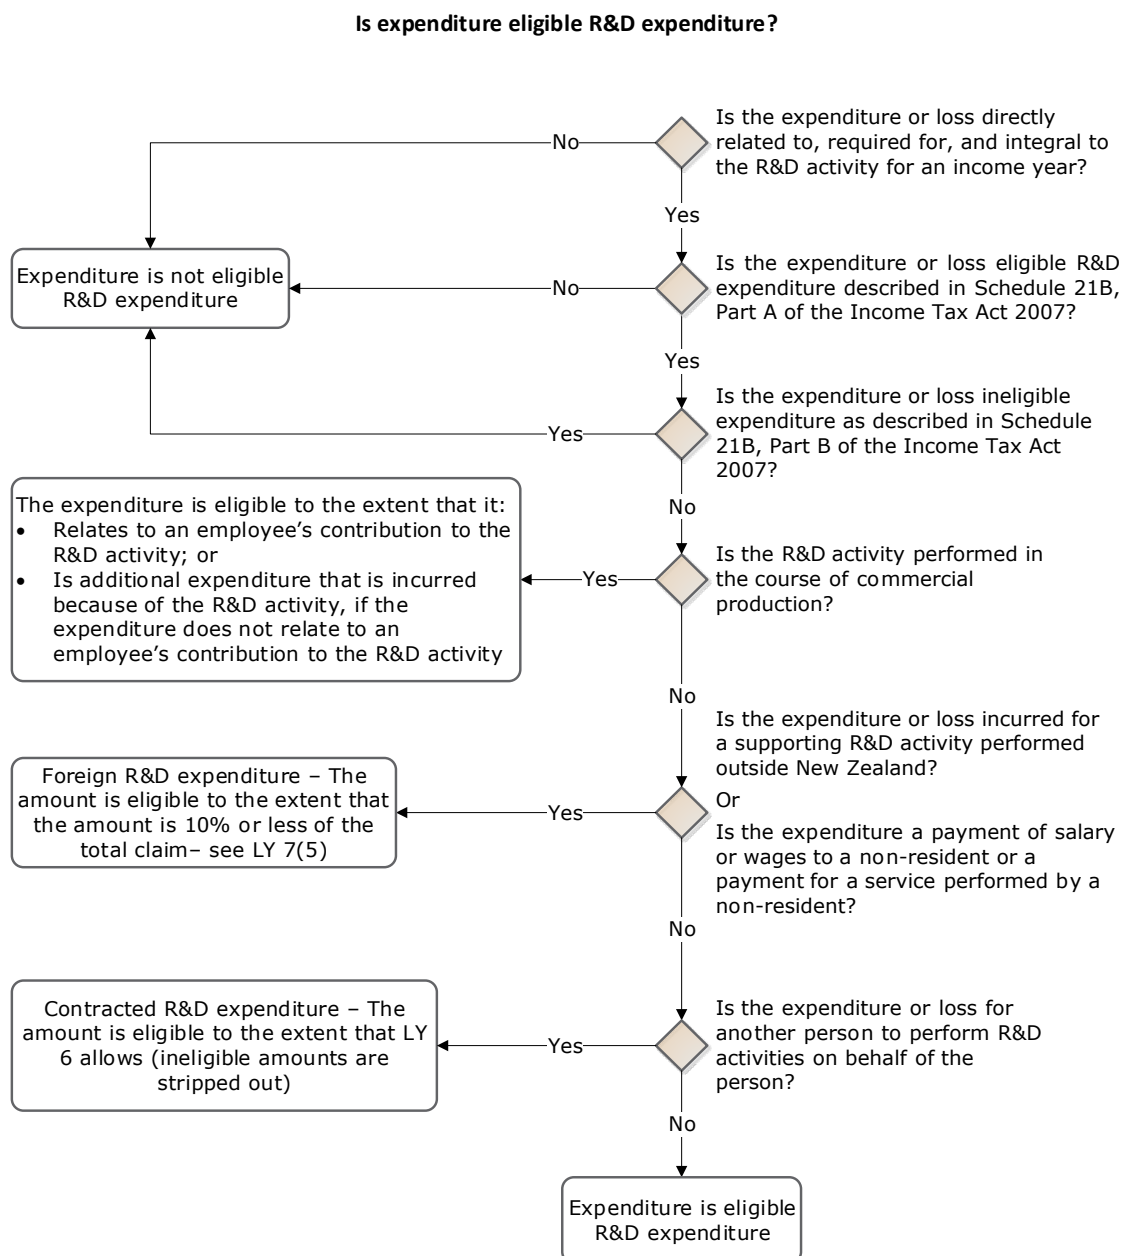 Is expenditure eligible R&D expenditure?
Is the expenditure or loss directly
related to, required for, and integral to
the R&D activity for an income year?
No
Yes
Expenditure is not eligible
R&D expenditure
Is the expenditure or loss eligible R&D
expenditure described in Schedule 21B,
Part A of the Income Tax Act 2007?
No
Yes
Is the expenditure or loss ineligible
expenditure as described in Schedule
21B, Part B of the Income Tax Act
2007?
Yes
No
The expenditure is eligible to the extent that it:
• Relates to an employee’s contribution to the
R&D activity; or
• Is additional expenditure that is incurred
because of the R&D activity, if the
expenditure does not relate to an
employee’s contribution to the R&D activity
Is the R&D activity performed in
the course of commercial
production?
Yes
No
Is the expenditure or loss incurred for
a supporting R&D activity performed
outside New Zealand?
Or
Is the expenditure a payment of salary
or wages to a non-resident or a
payment for a service performed by a
non-resident?
Foreign R&D expenditure – The
amount is eligible to the extent that
the amount is 10% or less of the
total claim– see LY 7(5)
Yes
No
Contracted R&D expenditure – The
amount is eligible to the extent that LY
6 allows (ineligible amounts are
stripped out)
Is the expenditure or loss for
another person to perform R&D
activities on behalf of the
person?
Yes
No
Expenditure is eligible
R&D expenditure